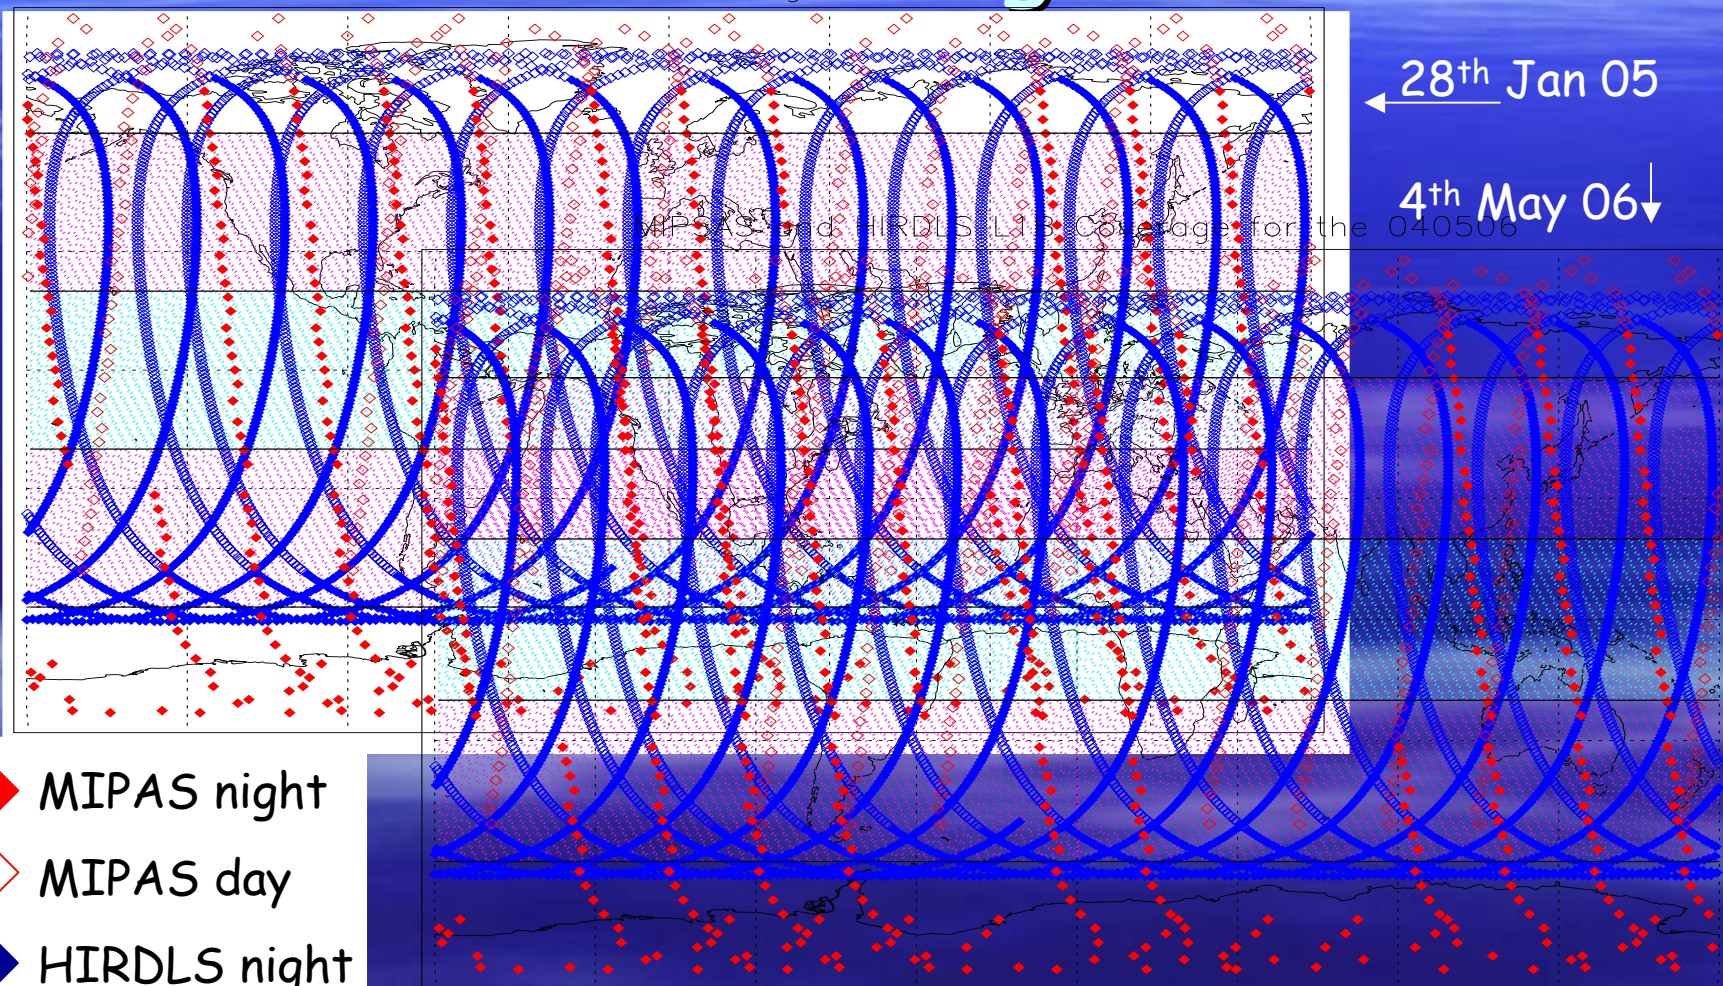 28th Jan 05
4th May 06
MIPSAS and HIRDLS L1B Coverage for the 040506
MIPAS night
MIPAS day
HIRDLS night